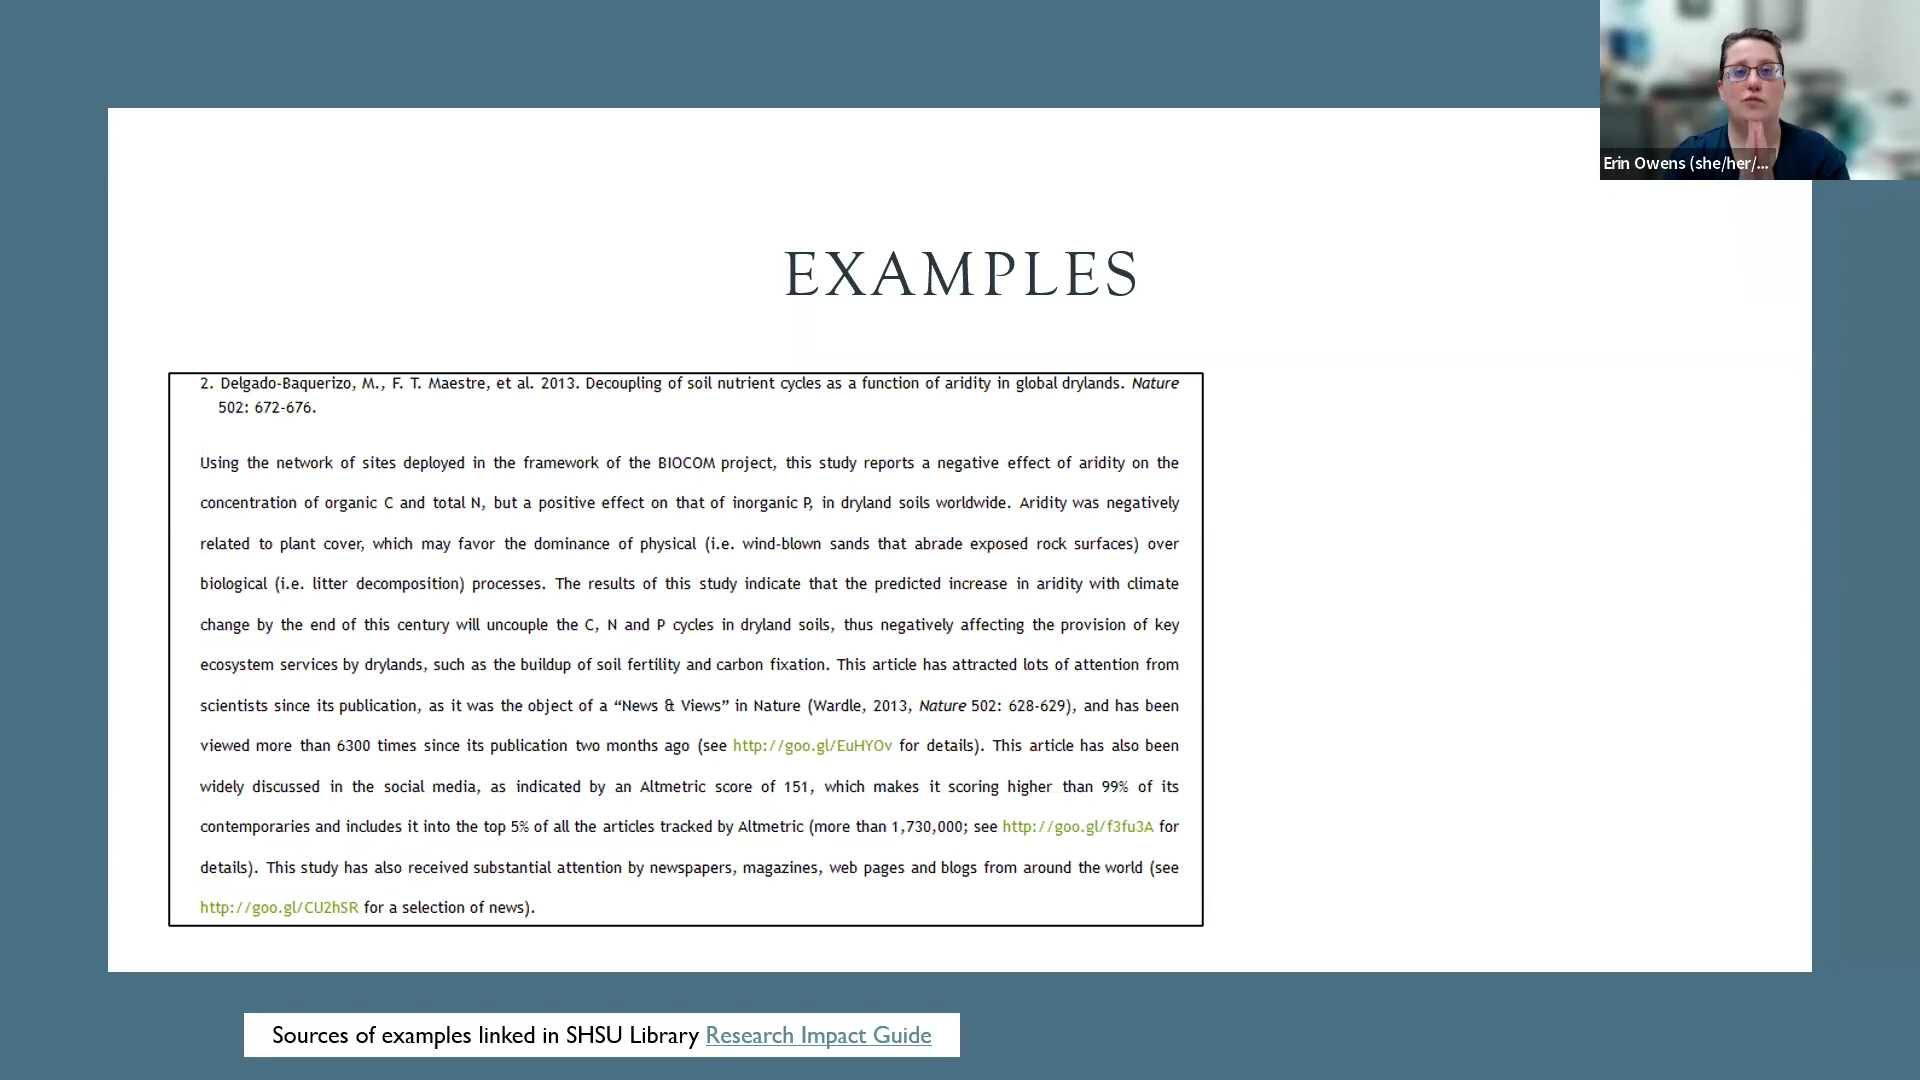 Erin Owens (she/her/...
EXAMPLES
2. Delgado-Baquerizo, M., F. T. Maestre, et al. 2013. Decoupling of soil nutrient cycles as a function of aridity in global drylands. Nature
502: 672-676.
Using the network of sites deployed in the framework of the BIOCOM project, this study reports a negative effect of aridity on the
concentration of organic C and total N, but a positive effect on that of inorganic P, in dryland soils worldwide. Aridity was negatively
related to plant cover, which may favor the dominance of physical (i.e. wind-blown sands that abrade exposed rock surfaces) over
biological (i.e. litter decomposition) processes. The results of this study indicate that the predicted increase in aridity with climate
change by the end of this century will uncouple the C, N and P cycles in dryland soils, thus negatively affecting the provision of key
ecosystem services by drylands, such as the buildup of soil fertility and carbon fixation. This article has attracted lots of attention from
scientists since its publication, as it was the object of a “News & Views” in Nature (Wardle, 2013, Nature 502: 628-629), and has been
viewed more than 6300 times since its publication two months ago (see http://goo.gl/EuHYOv for details). This article has also been
widely discussed in the social media, as indicated by an Altmetric score of 151, which makes it scoring higher than 99% of its
contemporaries and includes it into the top 5% of all the articles tracked by Altmetric (more than 1,730,000; see http://goo.gl/f3fu3A for
details). This study has also received substantial attention by newspapers, magazines, web pages and blogs from around the world (see
http://goo.gl/CU2hSR for a selection of news).
Sources of examples linked in SHSU Library Research Impact Guide